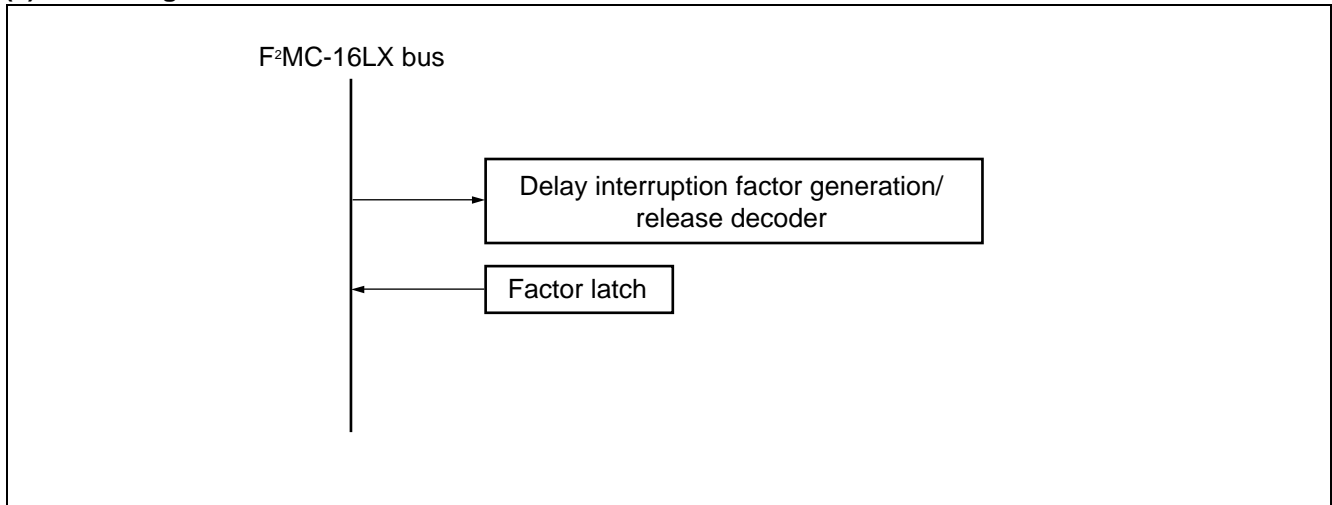 F²MC-16LX bus
Delay interruption factor generation/
release decoder
Factor latch